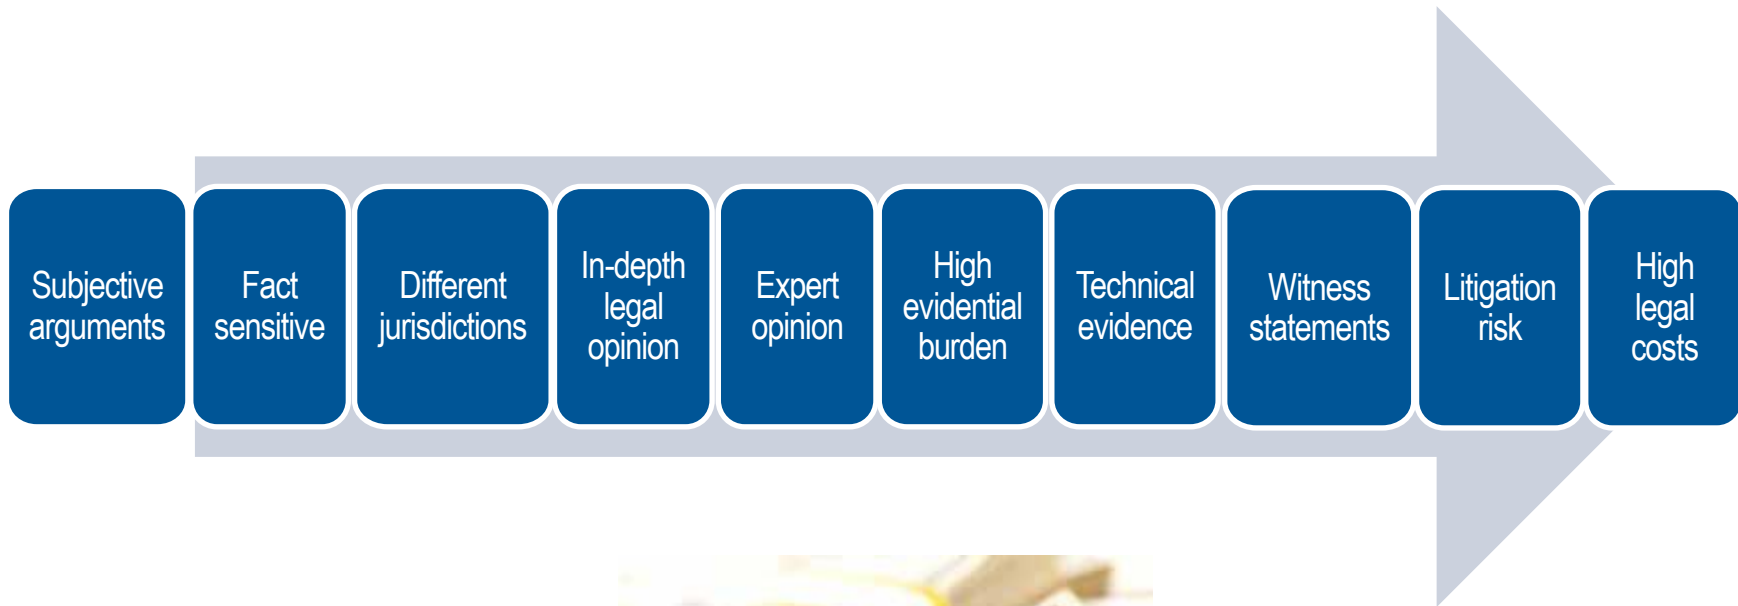 Subjective
arguments
Fact
sensitive
Different
jurisdictions
In-depth
legal
opinion
Expert
opinion
High
evidential
burden
Technical
evidence
Witness
statements
Litigation
risk
High
legal
costs